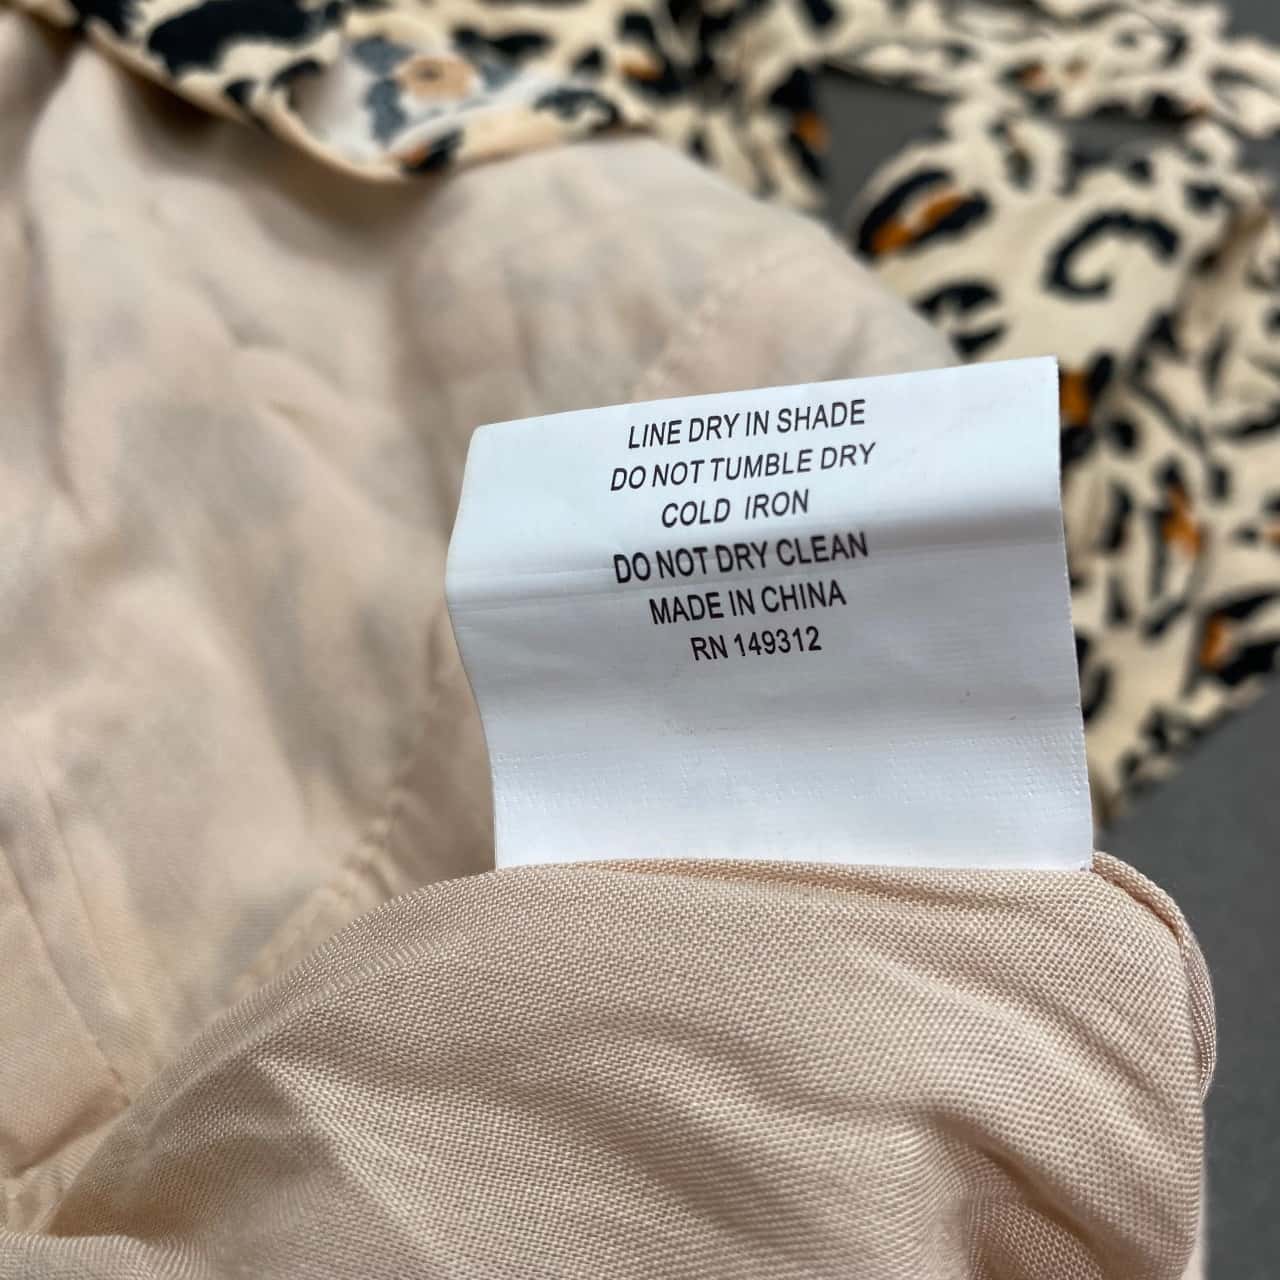 LINE DRY IN SHADE
DO NOT TUMBLE DRY
COLD IRON
DO NOT DRY CLEAN
MADE IN CHINA
RN 149312